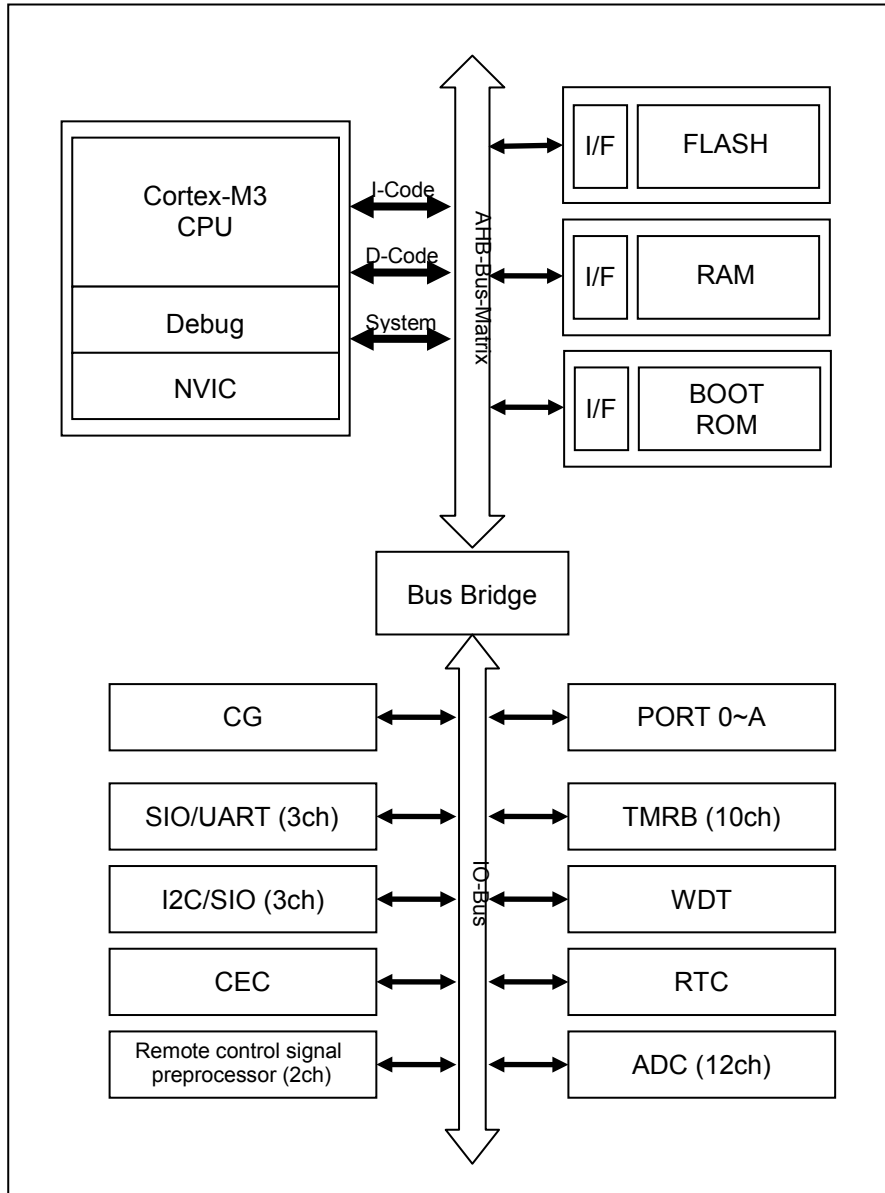 Cortex-M3
CPU
Debug
NVIC
I-Code
D-Code
System
AHB-Bus-Matrix
I/F
FLASH
I/F
RAM
I/F
BOOT
ROM
Bus Bridge
IO-Bus
CG
SIO/UART (3ch)
I2C/SIO (3ch)
CEC
Remote control signal
preprocessor (2ch)
PORT 0~A
TMRB (10ch)
WDT
RTC
ADC (12ch)